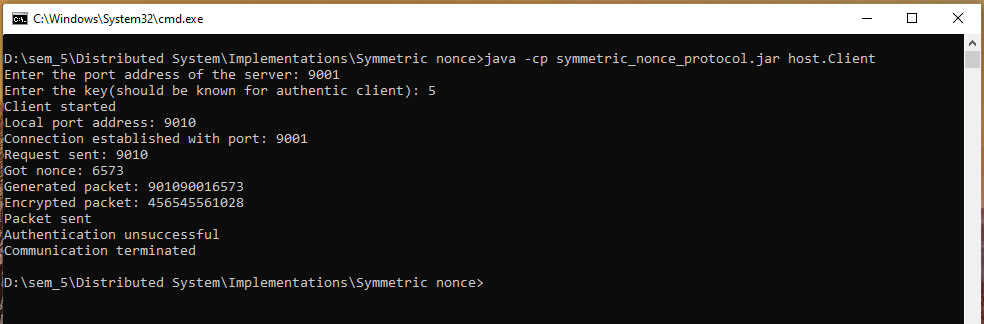 C:\Windows\System32\cmd.exe
D:\sem_5\Distributed System\Implementations\Symmetric nonce>java -cp symmetric_nonce_protocol.jar host.Client
Enter the port address of the server: 9001
Enter the key(should be known for authentic client): 5
Client started
Local port address: 9010
Connection established with port: 9001
Request sent: 9010
Got nonce: 6573
Generated packet: 901090016573
Encrypted packet: 456545561028
Packet sent
Authentication unsuccessful
Communication terminated
D:\sem_5\Distributed System\Implementations\Symmetric nonce>